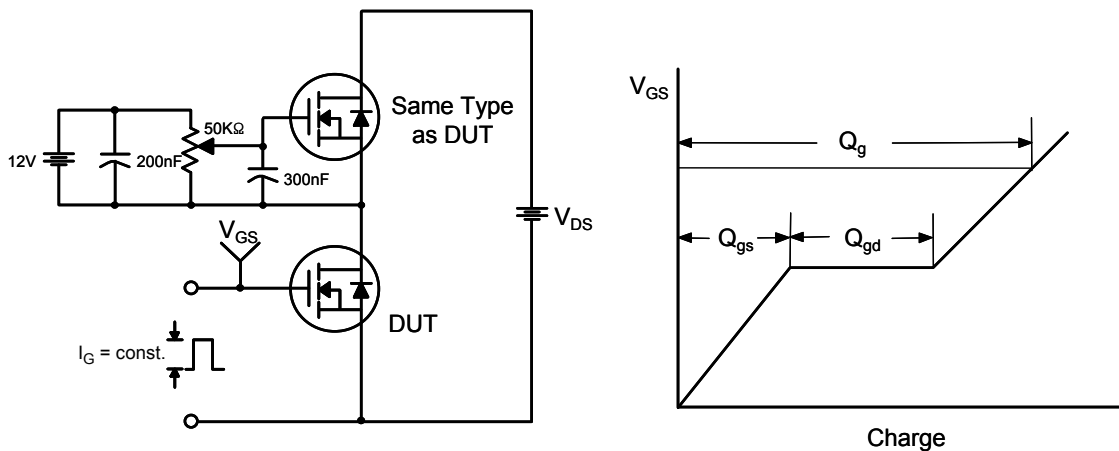 12V
200nF
50KΩ
300nF
Same Type
as DUT
V_DS
V_GS
DUT
I_G = const.
V_GS
Q_g
Q_gs
Q_gd
Charge